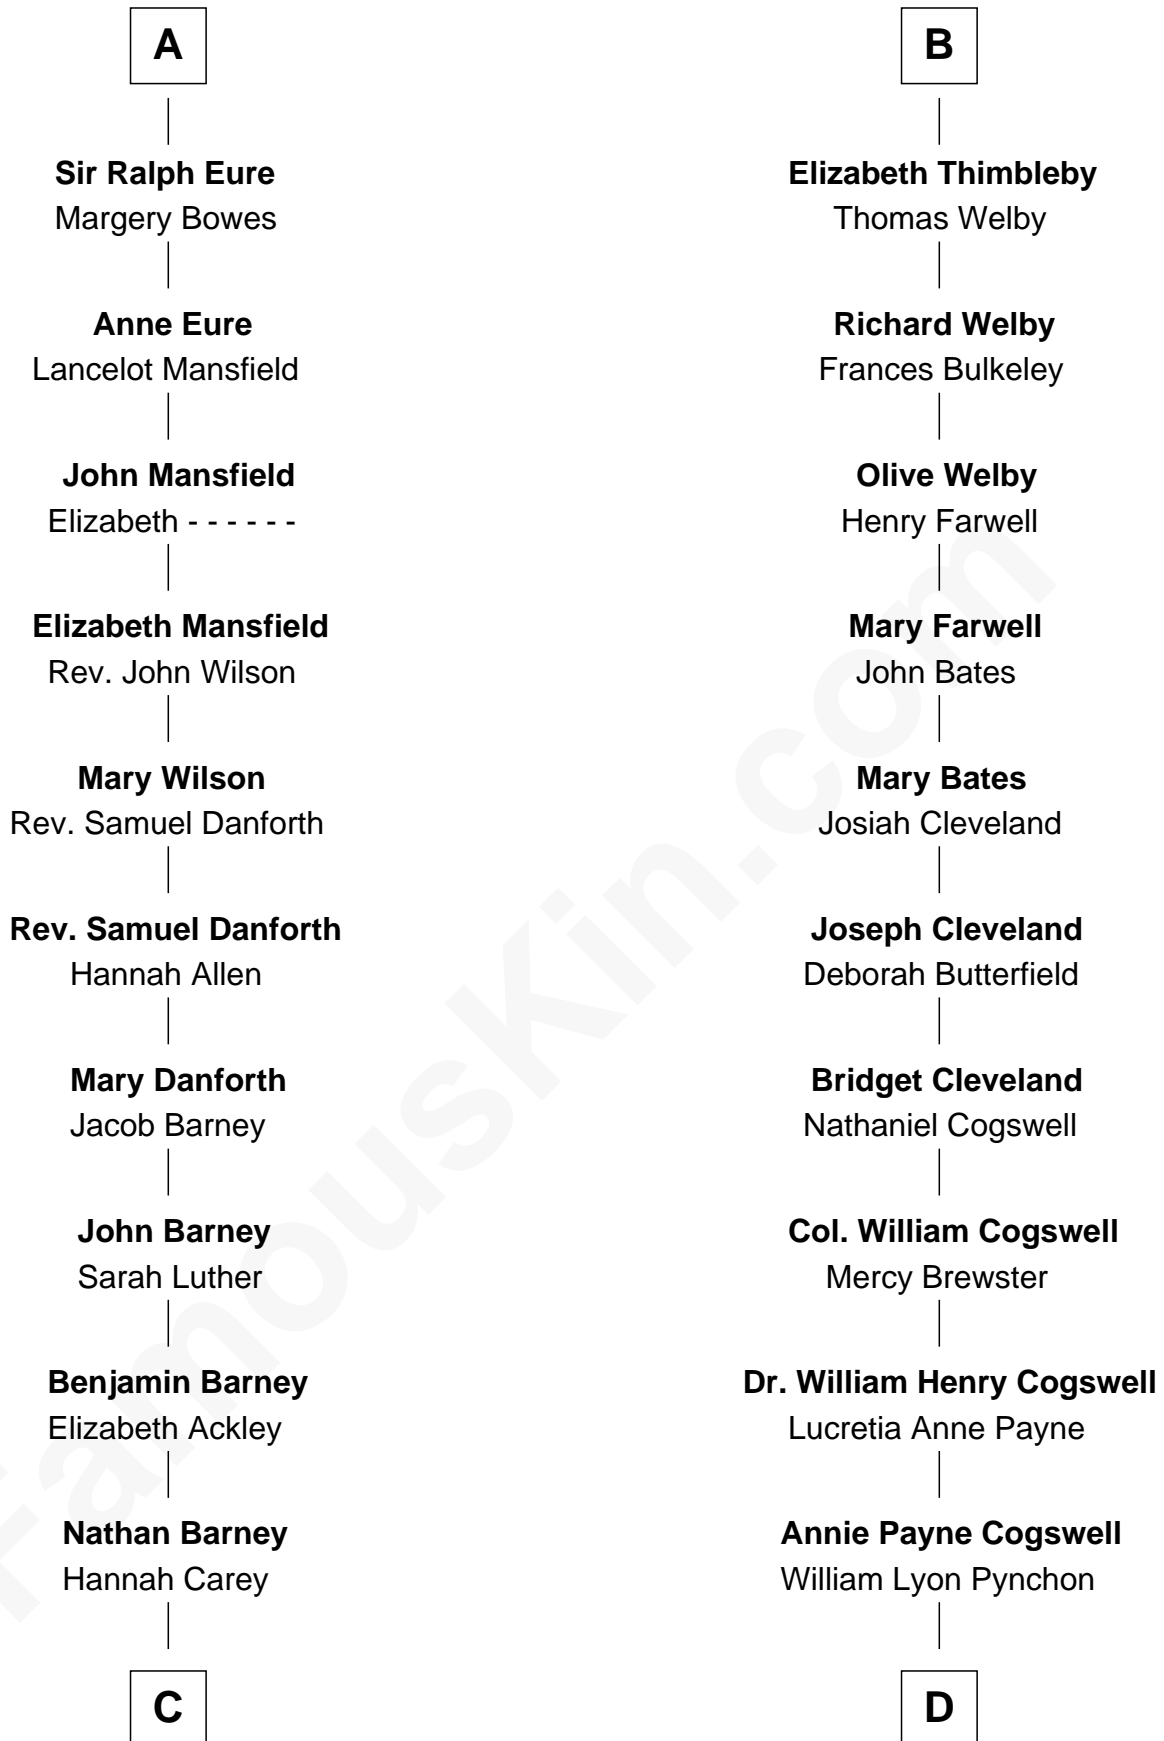 A
Sir Ralph Eure
Margery Bowes
Anne Eure
Lancelot Mansfield
John Mansfield
Elizabeth - - - - - -
Elizabeth Mansfield
Rev. John Wilson
Mary Wilson
Rev. Samuel Danforth
Rev. Samuel Danforth
Hannah Allen
Mary Danforth
Jacob Barney
John Barney
Sarah Luther
Benjamin Barney
Elizabeth Ackley
Nathan Barney
Hannah Carey
C
B
Elizabeth Thimbleby
Thomas Welby
Richard Welby
Frances Bulkeley
Olive Welby
Henry Farwell
Mary Farwell
John Bates
Mary Bates
Josiah Cleveland
Joseph Cleveland
Deborah Butterfield
Bridget Cleveland
Nathaniel Cogswell
Col. William Cogswell
Mercy Brewster
Dr. William Henry Cogswell
Lucretia Anne Payne
Annie Payne Cogswell
William Lyon Pynchon
D
FamousKin.com